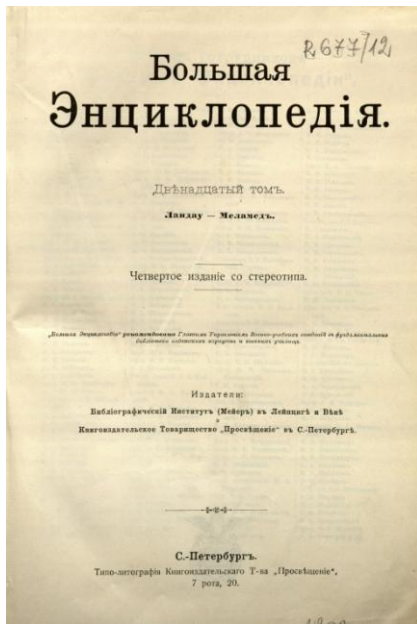 R677/12
Большая
Энциклопедія.
Двѣнадцатый томъ.
Ландау — Меламедъ.
Четвертое изданіе со стереотипа.
„Большая Энциклопедія“ рекомендована Главнымъ Управленіемъ Военно-учебныхъ заведеній въ фундаментальныя
библіотеки кадетскихъ корпусовъ и военныхъ училищъ.
Издатели:
Библіографическій Институтъ (Мейеръ) въ Лейпцигѣ и Вѣнѣ
и
Книгоиздательское Товарищество „Просвѣщеніе“ въ С.-Петербургѣ.
С.-Петербургъ.
Типо-литографія Книгоиздательскаго Т-ва „Просвѣщеніе“,
7 рота, 20.